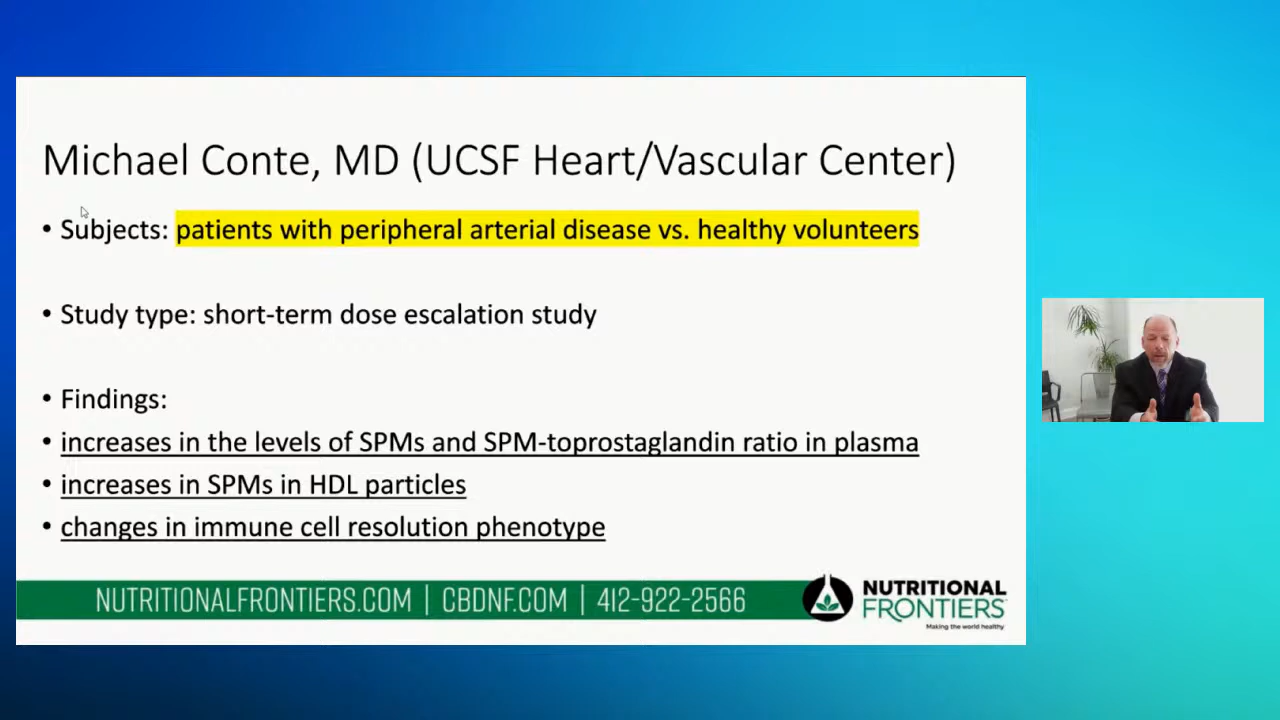 Michael Conte, MD (UCSF Heart/Vascular Center)
• Subjects: patients with peripheral arterial disease vs. healthy volunteers
• Study type: short-term dose escalation study
• Findings:
• increases in the levels of SPMs and SPM-toprostaglandin ratio in plasma
• increases in SPMs in HDL particles
• changes in immune cell resolution phenotype
NUTRITIONALFRONTIERS.COM | CBDNF.COM | 412-922-2566
NUTRITIONAL
FRONTIERS
Making the world healthy